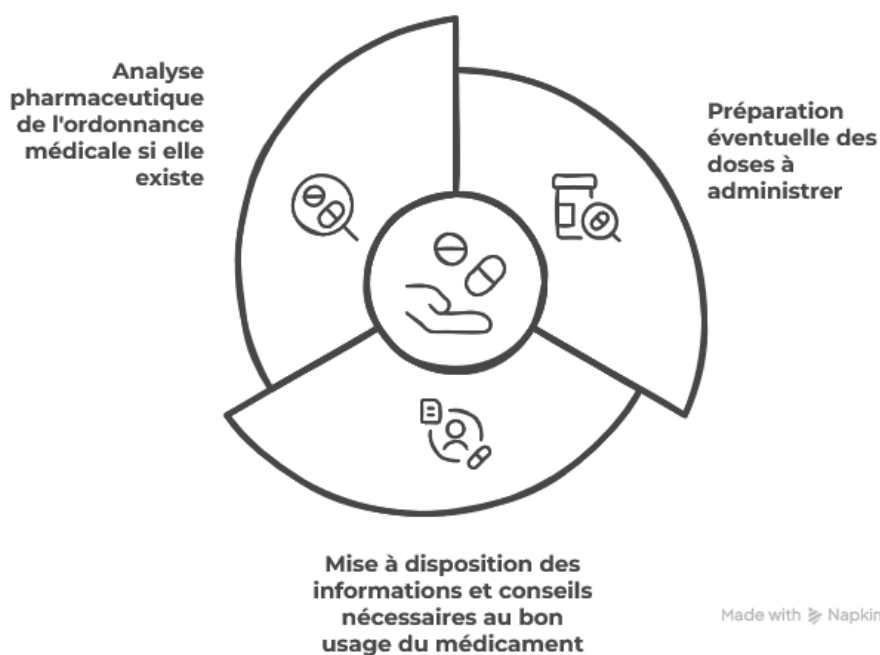 Analyse
pharmaceutique
de l'ordonnance
médicale si elle
existe
Préparation
éventuelle des
doses à
administrer
Mise à disposition des
informations et conseils
nécessaires au bon
usage du médicament
Made with Napkin